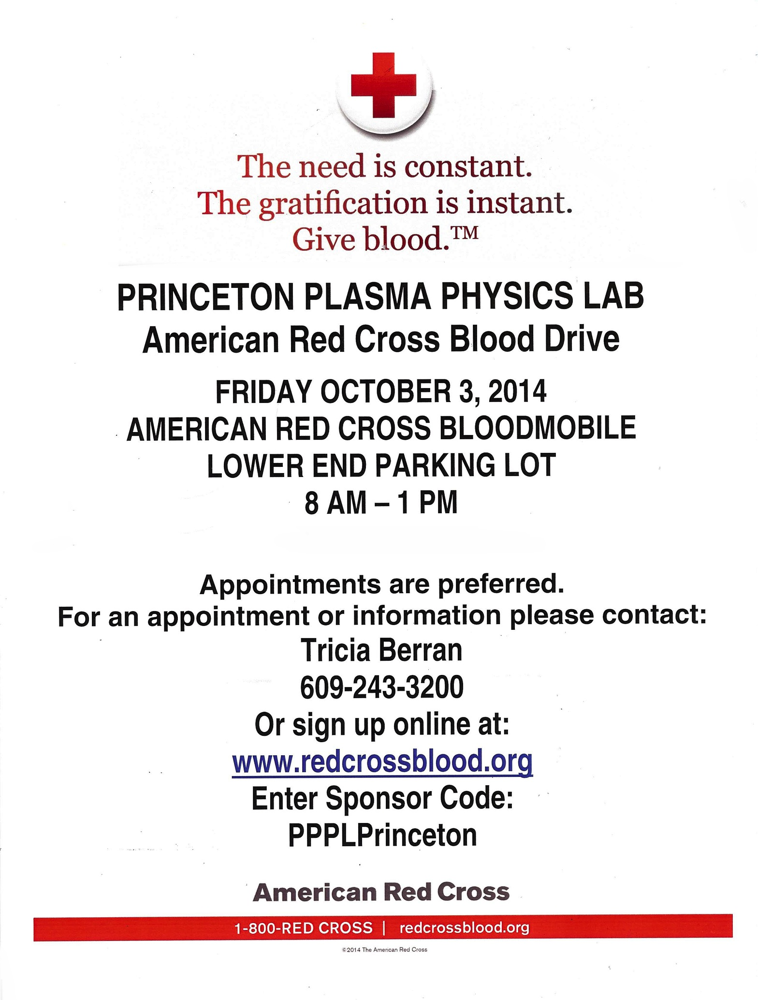 The need is constant.
The gratification is instant.
Give blood.™
PRINCETON PLASMA PHYSICS LAB
American Red Cross Blood Drive
FRIDAY OCTOBER 3, 2014
AMERICAN RED CROSS BLOODMOBILE
LOWER END PARKING LOT
8 AM – 1 PM
Appointments are preferred.
For an appointment or information please contact:
Tricia Berran
609-243-3200
Or sign up online at:
www.redcrossblood.org
Enter Sponsor Code:
PPPLPrinceton
American Red Cross
1-800-RED CROSS | redcrossblood.org
©2014 The American Red Cross